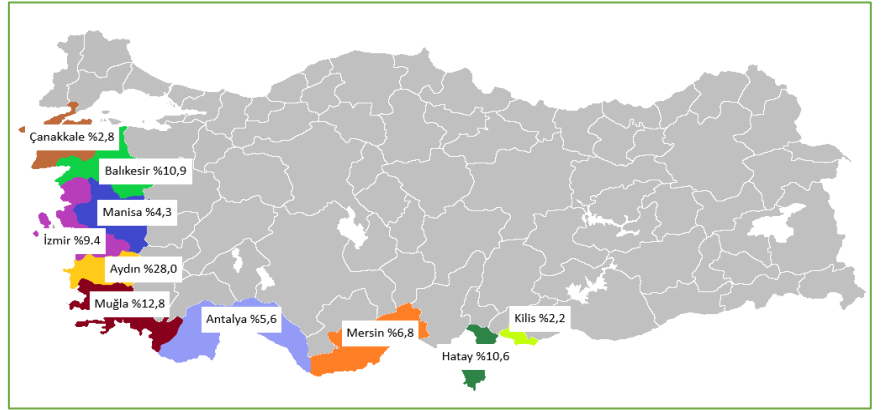 Çanakkale %2,8
Balıkesir %10,9
Manisa %4,3
İzmir %9.4
Aydın %28,0
Muğla %12,8
Antalya %5,6
Mersin %6,8
Kilis %2,2
Hatay %10,6